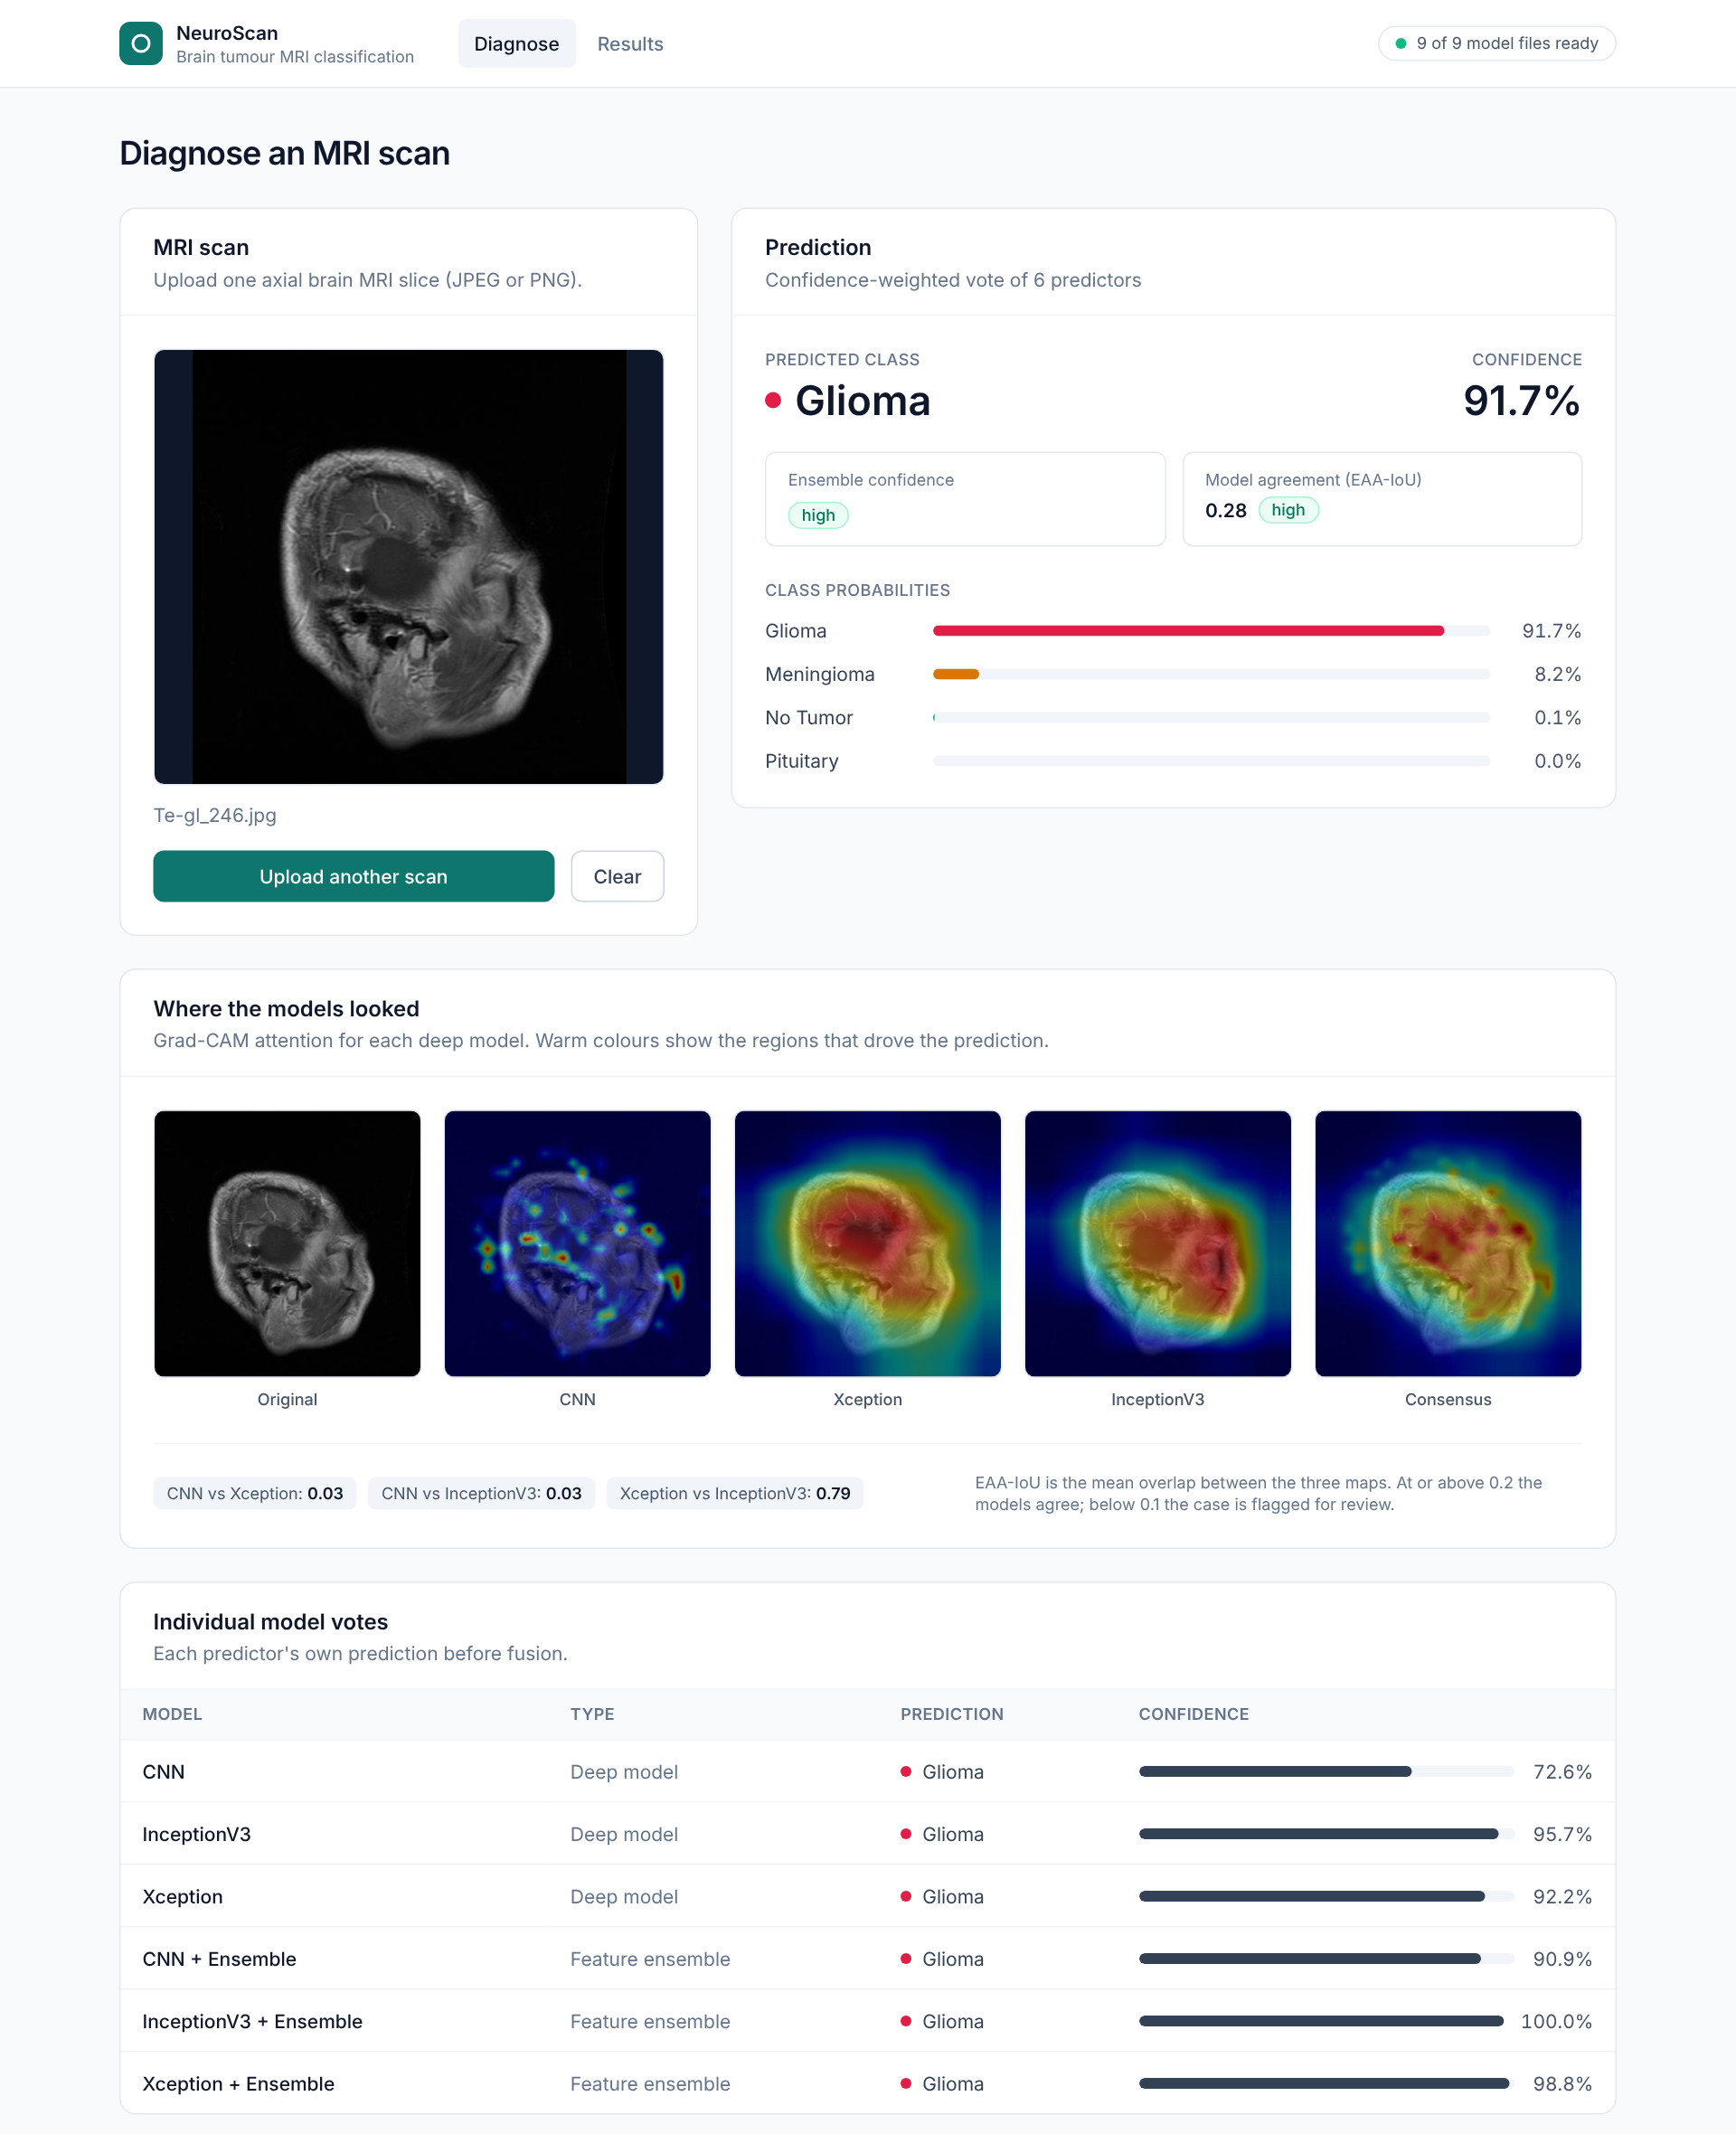 NeuroScan
Brain tumour MRI classification
Diagnose
Results
9 of 9 model files ready
Diagnose an MRI scan
MRI scan
Upload one axial brain MRI slice (JPEG or PNG).
Te-gl_246.jpg
Upload another scan
Clear
Prediction
Confidence-weighted vote of 6 predictors
PREDICTED CLASS
Glioma
CONFIDENCE
91.7%
Ensemble confidence
high
Model agreement (EAA-IoU)
0.28 high
CLASS PROBABILITIES
Glioma 91.7%
Meningioma 8.2%
No Tumor 0.1%
Pituitary 0.0%
Where the models looked
Grad-CAM attention for each deep model. Warm colours show the regions that drove the prediction.
Original
CNN
Xception
InceptionV3
Consensus
CNN vs Xception: 0.03
CNN vs InceptionV3: 0.03
Xception vs InceptionV3: 0.79
EAA-IoU is the mean overlap between the three maps. At or above 0.2 the
models agree; below 0.1 the case is flagged for review.
Individual model votes
Each predictor's own prediction before fusion.
MODEL TYPE PREDICTION CONFIDENCE
CNN Deep model Glioma 72.6%
InceptionV3 Deep model Glioma 95.7%
Xception Deep model Glioma 92.2%
CNN + Ensemble Feature ensemble Glioma 90.9%
InceptionV3 + Ensemble Feature ensemble Glioma 100.0%
Xception + Ensemble Feature ensemble Glioma 98.8%